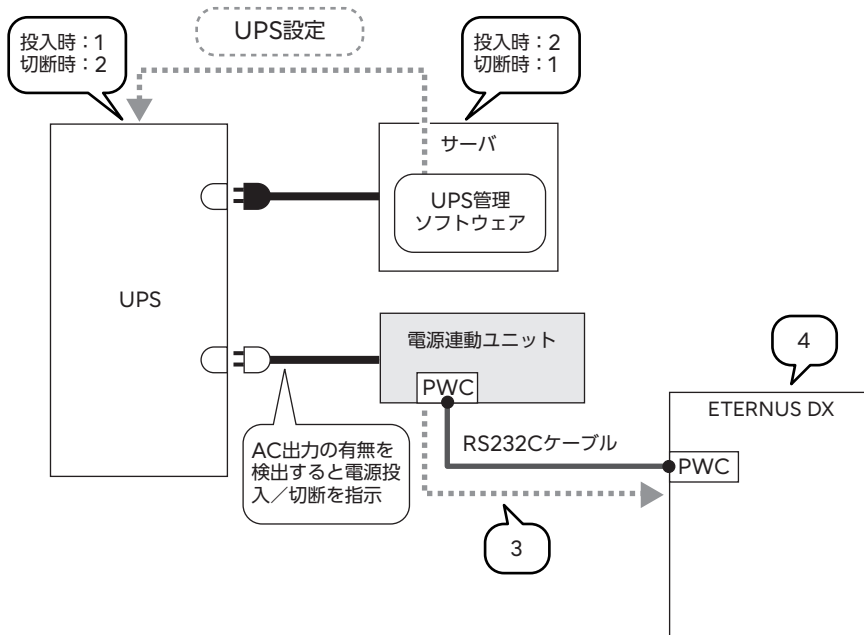 UPS設定
投入時：1
切断時：2
投入時：2
切断時：1
サーバ
UPS管理
ソフトウェア
UPS
電源連動ユニット
PWC
4
ETERNUS DX
AC出力の有無を
検出すると電源投
入／切断を指示
RS232Cケーブル
PWC
3